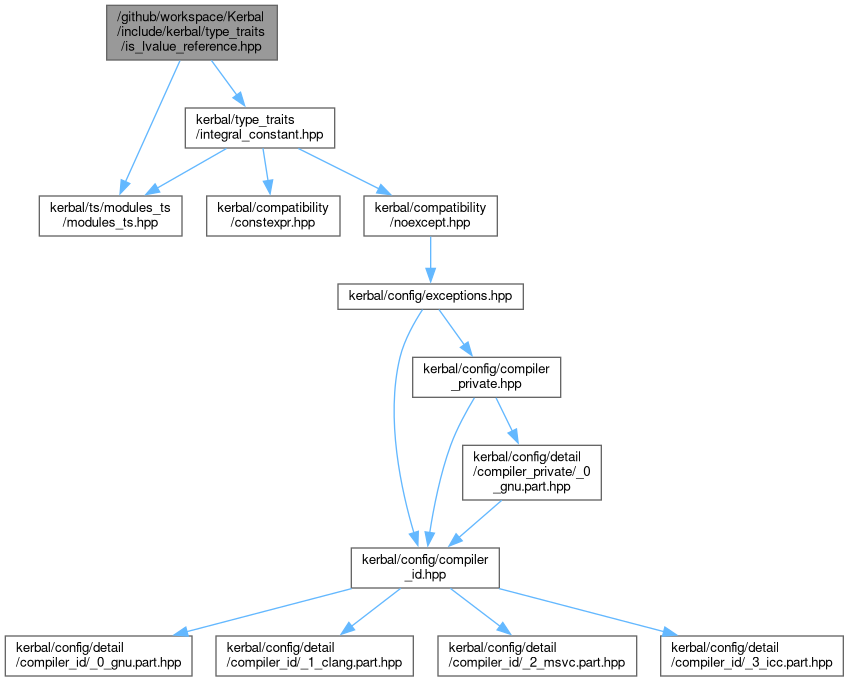 /github/workspace/Kerbal
/include/kerbal/type_traits
/is_lvalue_reference.hpp
kerbal/type_traits
/integral_constant.hpp
kerbal/ts/modules_ts
/modules_ts.hpp
kerbal/compatibility
/constexpr.hpp
kerbal/compatibility
/noexcept.hpp
kerbal/config/exceptions.hpp
kerbal/config/compiler
_private.hpp
kerbal/config/detail
/compiler_private/_0
_gnu.part.hpp
kerbal/config/compiler
_id.hpp
kerbal/config/detail
/compiler_id/_0_gnu.part.hpp
kerbal/config/detail
/compiler_id/_1_clang.part.hpp
kerbal/config/detail
/compiler_id/_2_msvc.part.hpp
kerbal/config/detail
/compiler_id/_3_icc.part.hpp